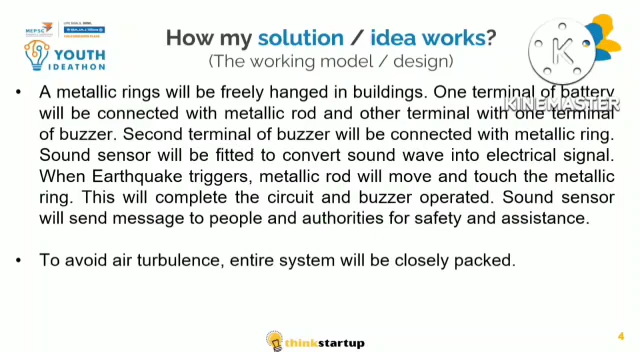 MEPSC
YOUTH
IDEATHON
How my solution / idea works?
(The working model / design)
K
KINEMASTER
• A metallic rings will be freely hanged in buildings. One terminal of battery
will be connected with metallic rod and other terminal with one terminal
of buzzer. Second terminal of buzzer will be connected with metallic ring.
Sound sensor will be fitted to convert sound wave into electrical signal.
When Earthquake triggers, metallic rod will move and touch the metallic
ring. This will complete the circuit and buzzer operated. Sound sensor
will send message to people and authorities for safety and assistance.
• To avoid air turbulence, entire system will be closely packed.
thinkstartup
4